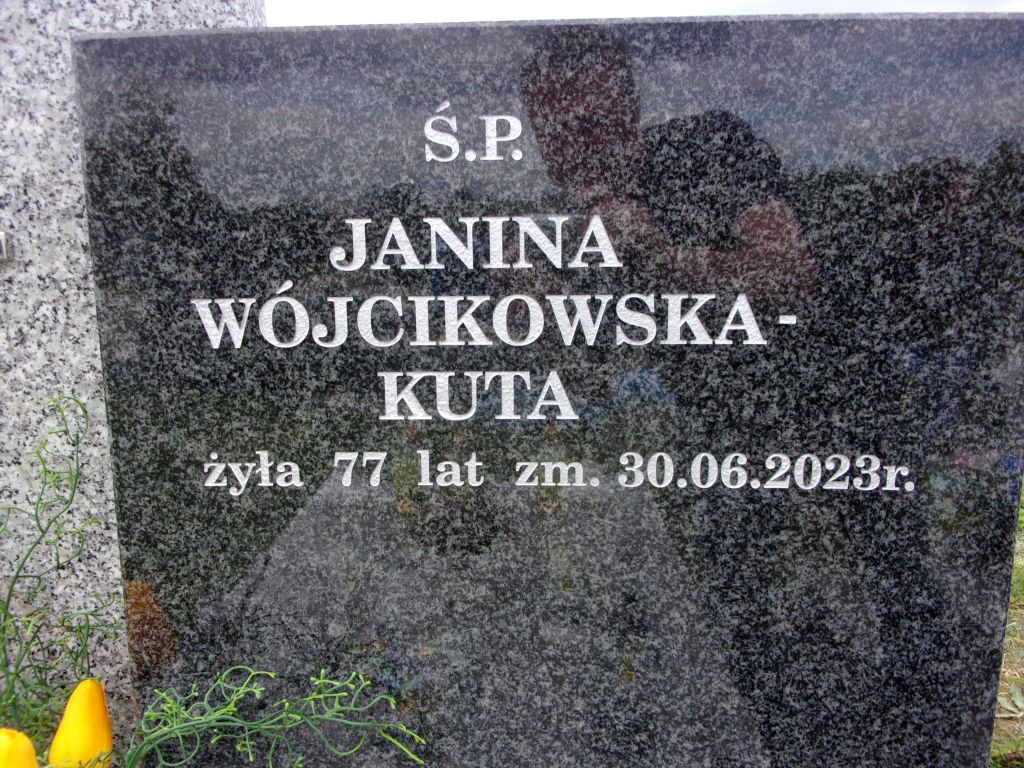 Ś.P.
JANINA
WÓJCIKOWSKA-
KUTA
żyła 77 lat zm. 30.06.2023r.